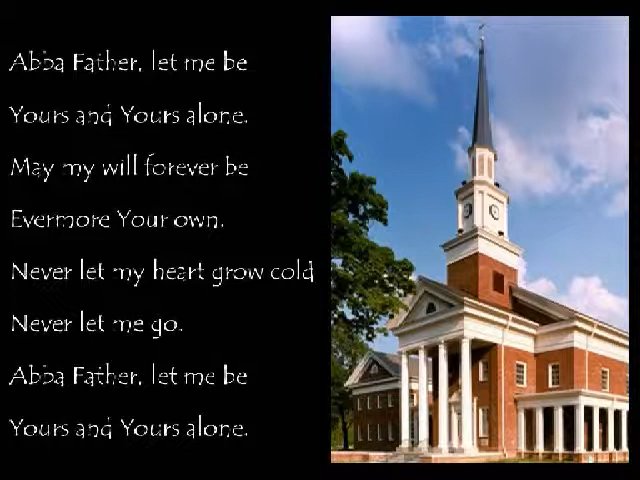 Abba Father, let me be
Yours and Yours alone.
May my will forever be
Evermore Your own.
Never let my heart grow cold
Never let me go.
Abba Father, let me be
Yours and Yours alone.